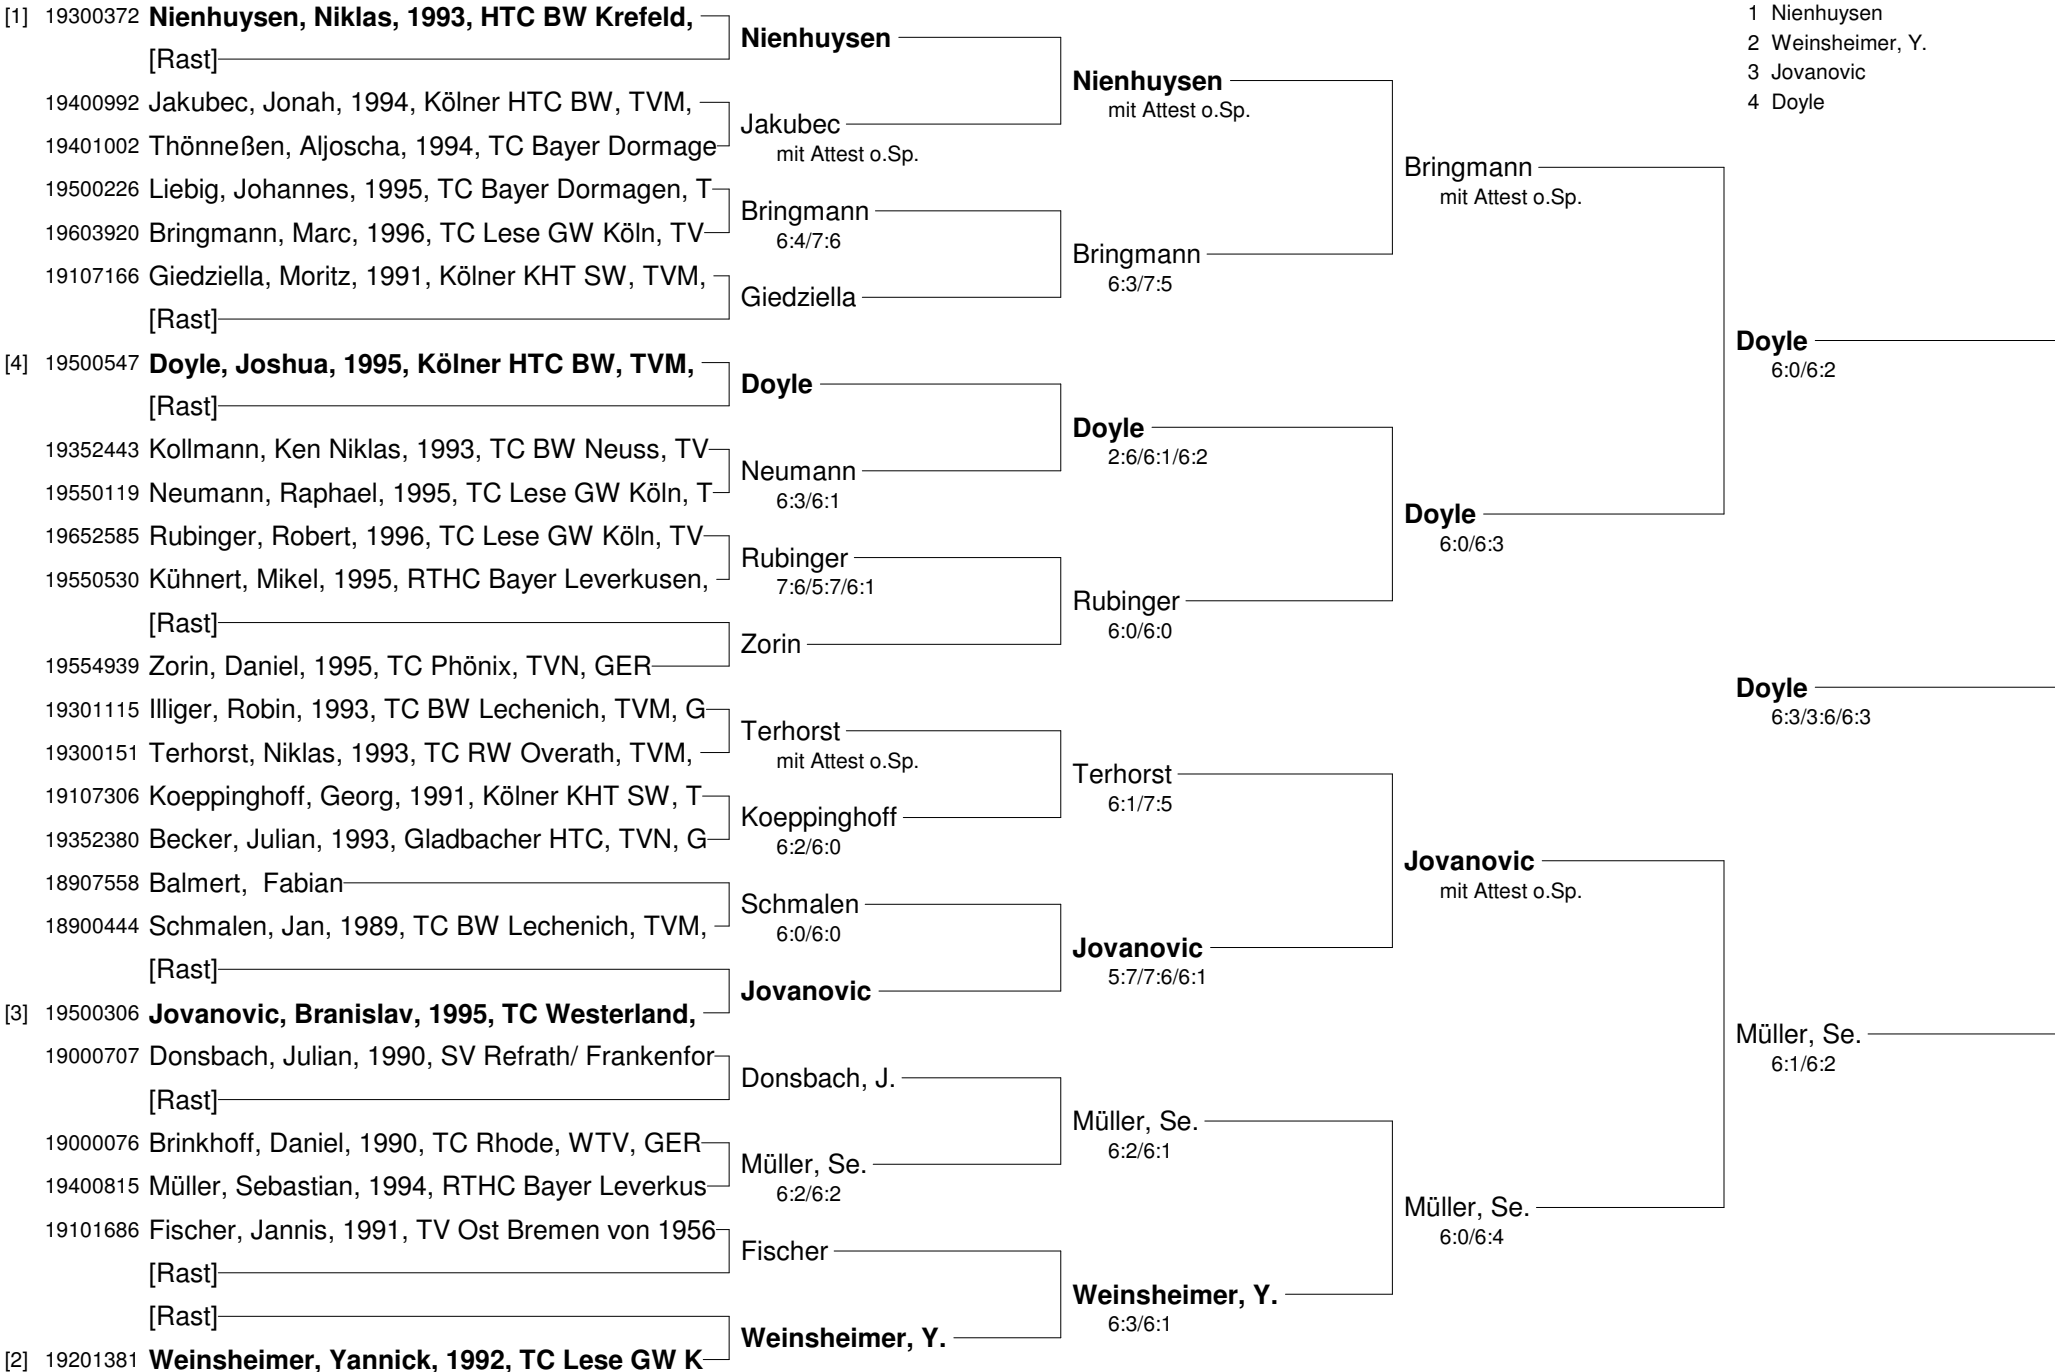 [1] 19300372 Nienhuysen, Niklas, 1993, HTC BW Krefeld,
[Rast]
19400992 Jakubec, Jonah, 1994, Kölner HTC BW, TVM,
19401002 Thönneßen, Aljoscha, 1994, TC Bayer Dormage
19500226 Liebig, Johannes, 1995, TC Bayer Dormagen, T
19603920 Bringmann, Marc, 1996, TC Lese GW Köln, TV
19107166 Giedziella, Moritz, 1991, Kölner KHT SW, TVM,
[Rast]
[4] 19500547 Doyle, Joshua, 1995, Kölner HTC BW, TVM,
[Rast]
19352443 Kollmann, Ken Niklas, 1993, TC BW Neuss, TV
19550119 Neumann, Raphael, 1995, TC Lese GW Köln, T
19652585 Rubinger, Robert, 1996, TC Lese GW Köln, TV
19550530 Kühnert, Mikel, 1995, RTHC Bayer Leverkusen,
[Rast]
19554939 Zorin, Daniel, 1995, TC Phönix, TVN, GER
19301115 Illiger, Robin, 1993, TC BW Lechenich, TVM, G
19300151 Terhorst, Niklas, 1993, TC RW Overath, TVM,
19107306 Koeppinghoff, Georg, 1991, Kölner KHT SW, T
19352380 Becker, Julian, 1993, Gladbacher HTC, TVN, G
18907558 Balmert, Fabian
18900444 Schmalen, Jan, 1989, TC BW Lechenich, TVM,
[Rast]
[3] 19500306 Jovanovic, Branislav, 1995, TC Westerland,
19000707 Donsbach, Julian, 1990, SV Refrath/ Frankenfor
[Rast]
19000076 Brinkhoff, Daniel, 1990, TC Rhode, WTV, GER
19400815 Müller, Sebastian, 1994, RTHC Bayer Leverkus
19101686 Fischer, Jannis, 1991, TV Ost Bremen von 1956
[Rast]
[Rast]
[2] 19201381 Weinsheimer, Yannick, 1992, TC Lese GW K
Nienhuysen
Jakubec
mit Attest o.Sp.
Bringmann
6:4/7:6
Giedziella
Doyle
Neumann
6:3/6:1
Rubinger
7:6/5:7/6:1
Zorin
Terhorst
mit Attest o.Sp.
Koeppinghoff
6:2/6:0
Schmalen
6:0/6:0
Jovanovic
Donsbach, J.
Müller, Se.
6:2/6:2
Fischer
Weinsheimer, Y.
Nienhuysen
mit Attest o.Sp.
Bringmann
6:3/7:5
Doyle
2:6/6:1/6:2
Rubinger
6:0/6:0
Terhorst
6:1/7:5
Jovanovic
5:7/7:6/6:1
Müller, Se.
6:2/6:1
Weinsheimer, Y.
6:3/6:1
Bringmann
mit Attest o.Sp.
Doyle
6:0/6:3
Jovanovic
mit Attest o.Sp.
Müller, Se.
6:0/6:4
1 Nienhuysen
2 Weinsheimer, Y.
3 Jovanovic
4 Doyle
Doyle
6:0/6:2
Doyle
6:3/3:6/6:3
Müller, Se.
6:1/6:2